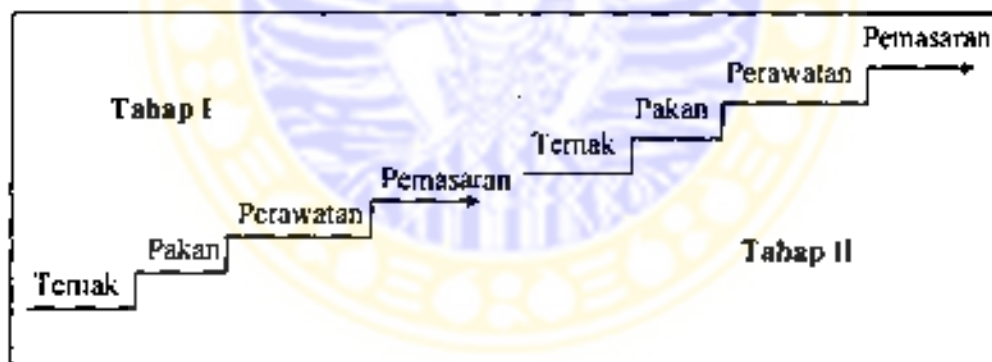 Tahap I
Ternak
Pakan
Perawatan
Pemasaran
Ternak
Pakan
Perawatan
Pemasaran
Tahap II